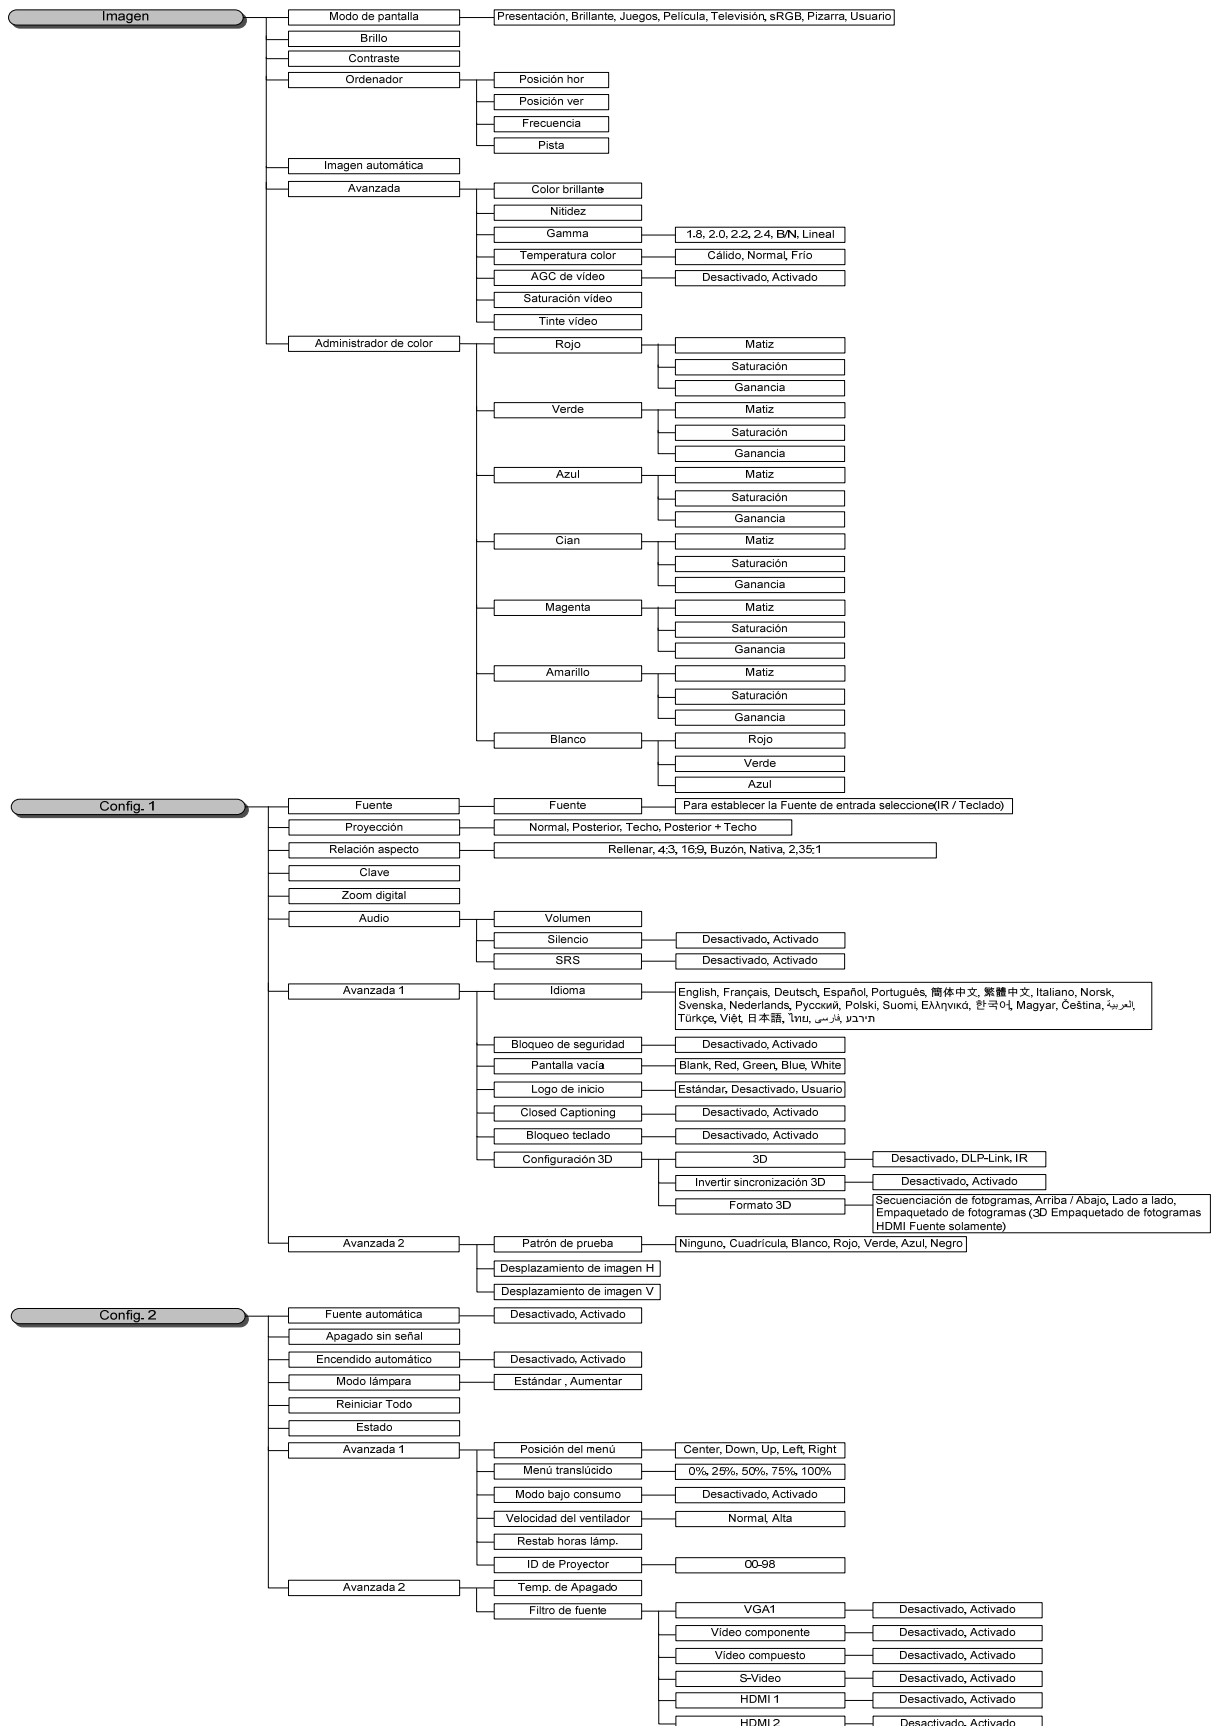 Imagen
Modo de pantalla
Presentación, Brillante, Juegos, Película, Televisión, sRGB, Pizarra, Usuario
Brillo
Contraste
Ordenador
Posición hor
Posición ver
Frecuencia
Pista
Imagen automática
Avanzada
Color brillante
Nitidez
Gamma
1.8, 2.0, 2.2, 2.4, B/N, Lineal
Temperatura color
Cálido, Normal, Frío
AGC de vídeo
Desactivado, Activado
Saturación vídeo
Tinte vídeo
Administrador de color
Rojo
Matiz
Saturación
Ganancia
Verde
Matiz
Saturación
Ganancia
Azul
Matiz
Saturación
Ganancia
Cian
Matiz
Saturación
Ganancia
Magenta
Matiz
Saturación
Ganancia
Amarillo
Matiz
Saturación
Ganancia
Blanco
Rojo
Verde
Azul
Config. 1
Fuente
Fuente
Para establecer la Fuente de entrada seleccione(IR / Teclado)
Proyección
Normal, Posterior, Techo, Posterior + Techo
Relación aspecto
Rellenar, 4:3, 16:9, Buzón, Nativa, 2,35:1
Clave
Zoom digital
Audio
Volumen
Silencio
Desactivado, Activado
SRS
Desactivado, Activado
Avanzada 1
Idioma
English, Français, Deutsch, Español, Português, 簡体中文, 繁體中文, Italiano, Norsk,
Svenska, Nederlands, Русский, Polski, Suomi, Ελληνικά, 한국어, Magyar, Čeština, العربية,
Türkçe, Việt, 日本語, ไทย, فارسی, תירבע
Bloqueo de seguridad
Desactivado, Activado
Pantalla vacía
Blank, Red, Green, Blue, White
Logo de inicio
Estándar, Desactivado, Usuario
Closed Captioning
Desactivado, Activado
Bloqueo teclado
Desactivado, Activado
Configuración 3D
3D
Desactivado, DLP-Link, IR
Invertir sincronización 3D
Desactivado, Activado
Formato 3D
Secuenciación de fotogramas, Arriba / Abajo, Lado a lado,
Empaquetado de fotogramas (3D Empaquetado de fotogramas
HDMI Fuente solamente)
Avanzada 2
Patrón de prueba
Ninguno, Cuadrícula, Blanco, Rojo, Verde, Azul, Negro
Desplazamiento de imagen H
Desplazamiento de imagen V
Config. 2
Fuente automática
Desactivado, Activado
Apagado sin señal
Encendido automático
Desactivado, Activado
Modo lámpara
Estándar , Aumentar
Reiniciar Todo
Estado
Avanzada 1
Posición del menú
Center, Down, Up, Left, Right
Menú translúcido
0%, 25%, 50%, 75%, 100%
Modo bajo consumo
Desactivado, Activado
Velocidad del ventilador
Normal, Alta
Restab horas lámp.
ID de Proyector
00-98
Avanzada 2
Temp. de Apagado
Filtro de fuente
VGA1
Desactivado, Activado
Vídeo componente
Desactivado, Activado
Vídeo compuesto
Desactivado, Activado
S-Video
Desactivado, Activado
HDMI 1
Desactivado, Activado
HDMI 2
Desactivado, Activado